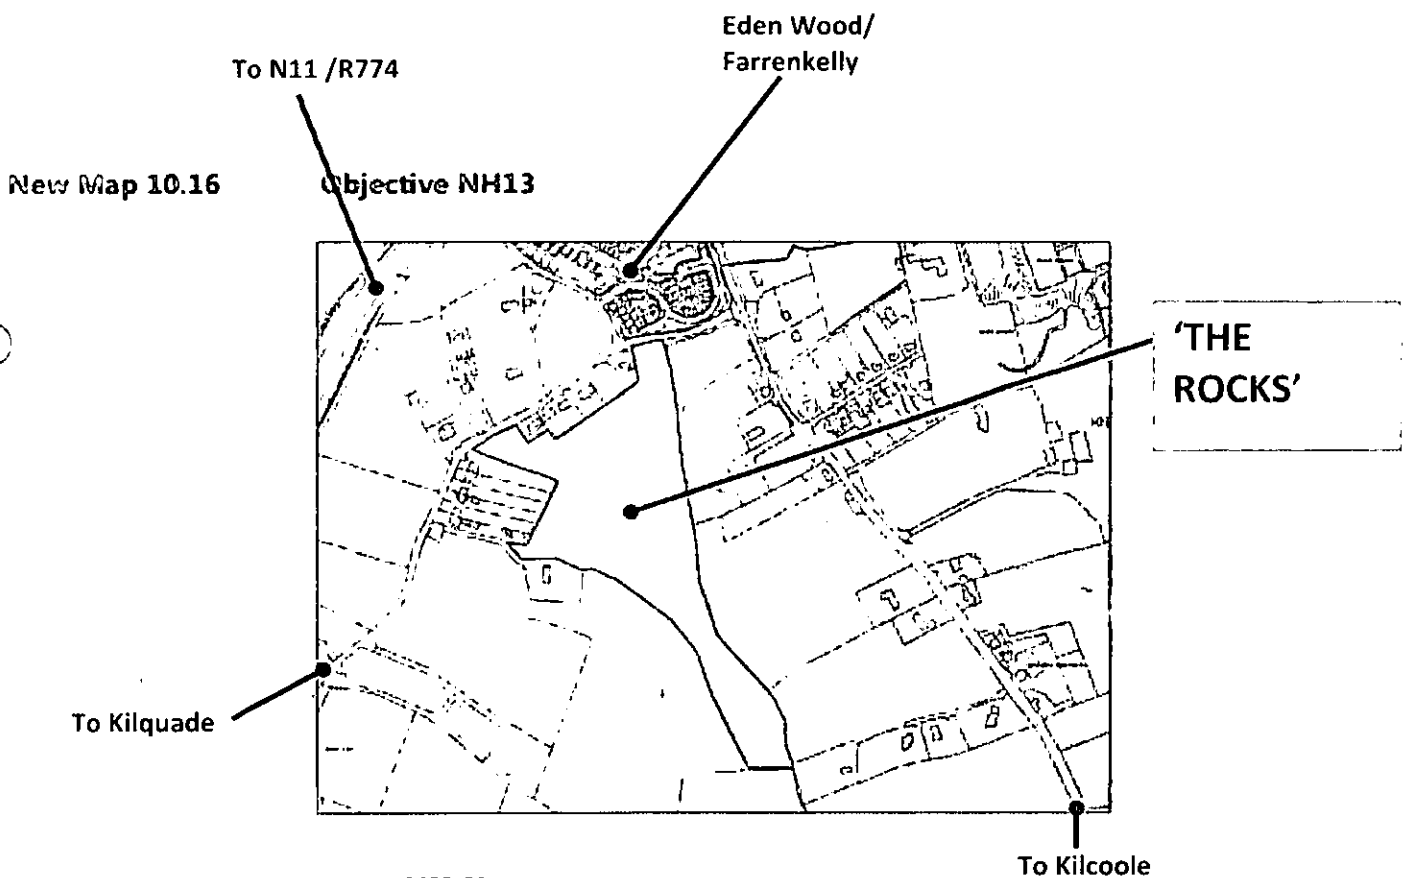 Eden Wood/
Farrenkelly
To N11 /R774
New Map 10.16 Objective NH13
'THE
ROCKS'
To Kilquade
To Kilcoole